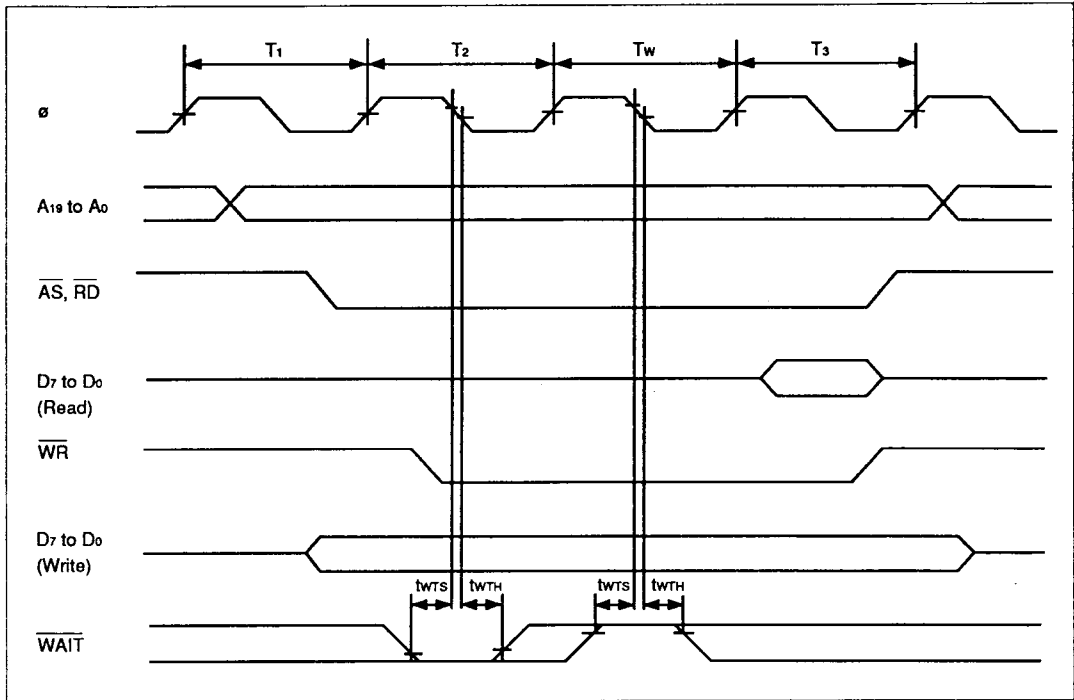 T1 T2 TW T3
ø
A19 to A0
AS, RD
D7 to D0
(Read)
WR
D7 to D0
(Write)
tWTS tWTH tWTS tWTH
WAIT